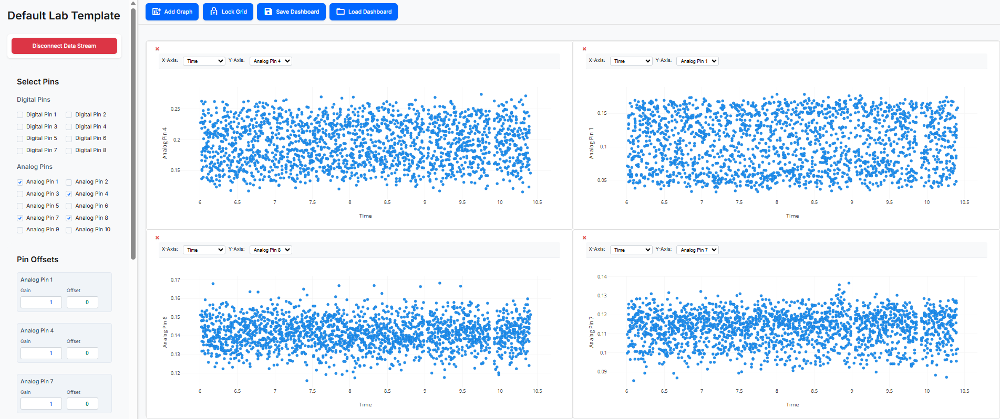 Default Lab Template
Disconnect Data Stream
Select Pins
Digital Pins
Digital Pin 1 Digital Pin 2
Digital Pin 3 Digital Pin 4
Digital Pin 5 Digital Pin 6
Digital Pin 7 Digital Pin 8
Analog Pins
Analog Pin 1 Analog Pin 2
Analog Pin 3 Analog Pin 4
Analog Pin 5 Analog Pin 6
Analog Pin 7 Analog Pin 8
Analog Pin 9 Analog Pin 10
Pin Offsets
Analog Pin 1
Gain Offset
1 0
Analog Pin 4
Gain Offset
1 0
Analog Pin 7
Gain Offset
1 0
Add Graph Lock Grid Save Dashboard Load Dashboard
X-Axis: Time Y-Axis: Analog Pin 4
Analog Pin 4
0.25
0.2
0.15
6 6.5 7 7.5 8 8.5 9 9.5 10 10.5
Time
X-Axis: Time Y-Axis: Analog Pin 1
Analog Pin 1
0.15
0.1
0.05
6 6.5 7 7.5 8 8.5 9 9.5 10 10.5
Time
X-Axis: Time Y-Axis: Analog Pin 8
Analog Pin 8
0.17
0.16
0.15
0.14
0.13
0.12
6 6.5 7 7.5 8 8.5 9 9.5 10 10.5
Time
X-Axis: Time Y-Axis: Analog Pin 7
Analog Pin 7
0.14
0.13
0.12
0.11
0.1
0.09
6 6.5 7 7.5 8 8.5 9 9.5 10 10.5
Time